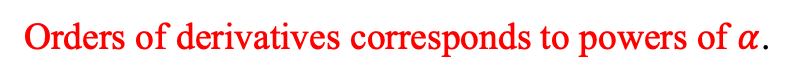 Orders of derivatives corresponds to powers of α.